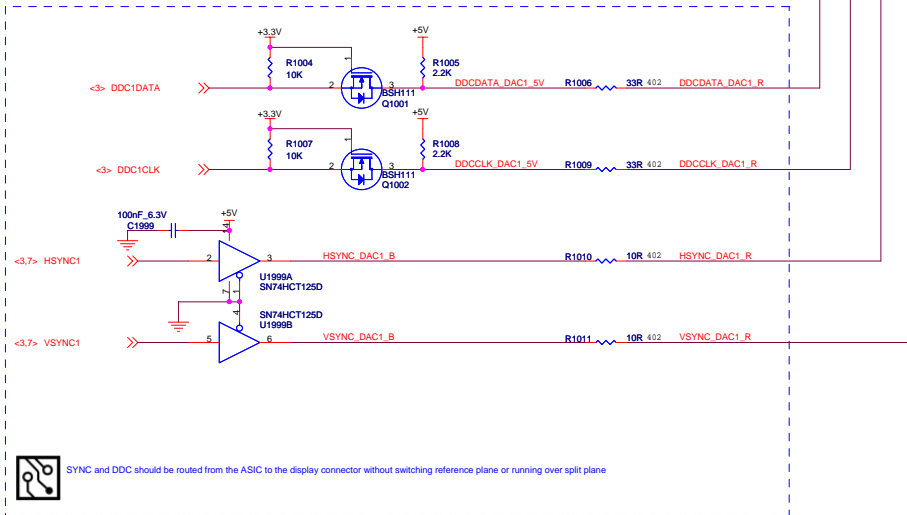 +3.3V
+5V
R1004
10K
1
R1005
2.2K
<3> DDC1DATA
2
3
BSH111
Q1001
DDCDATA_DAC1_5V
R1006
33R 402
DDCDATA_DAC1_R
+3.3V
+5V
R1007
10K
1
R1008
2.2K
<3> DDC1CLK
2
3
BSH111
Q1002
DDCCLK_DAC1_5V
R1009
33R 402
DDCCLK_DAC1_R
100nF_6.3V
C1999
+5V
14
<3,7> HSYNC1
2
3
HSYNC_DAC1_B
R1010
10R 402
HSYNC_DAC1_R
U1999A
SN74HCT125D
7
1
4
SN74HCT125D
U1999B
<3,7> VSYNC1
5
6
VSYNC_DAC1_B
R1011
10R 402
VSYNC_DAC1_R
SYNC and DDC should be routed from the ASIC to the display connector without switching reference plane or running over split plane